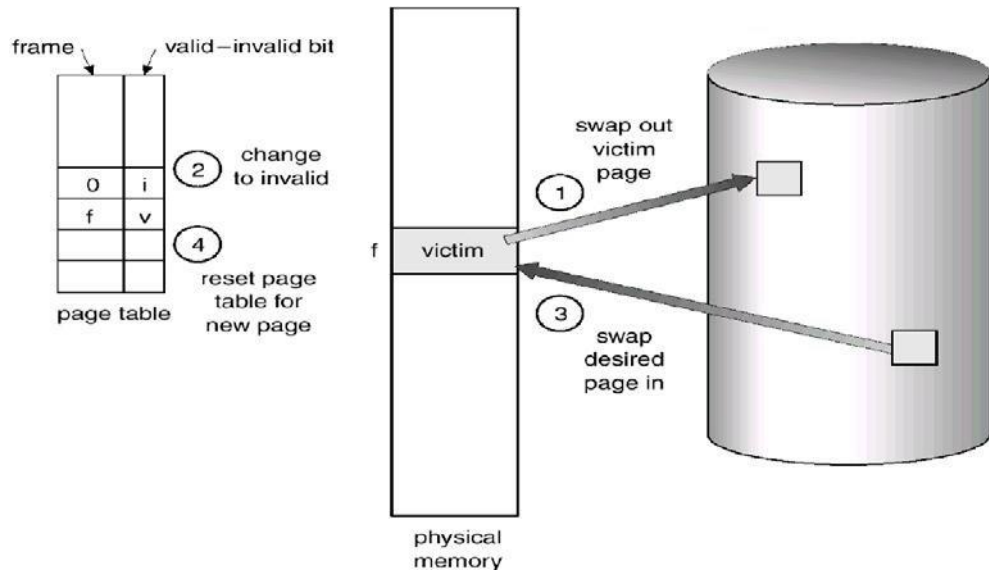 frame
valid–invalid bit
0 i
f v
2
change
to invalid
4
reset page
table for
new page
page table
f
victim
physical
memory
swap out
victim
page
1
3
swap
desired
page in